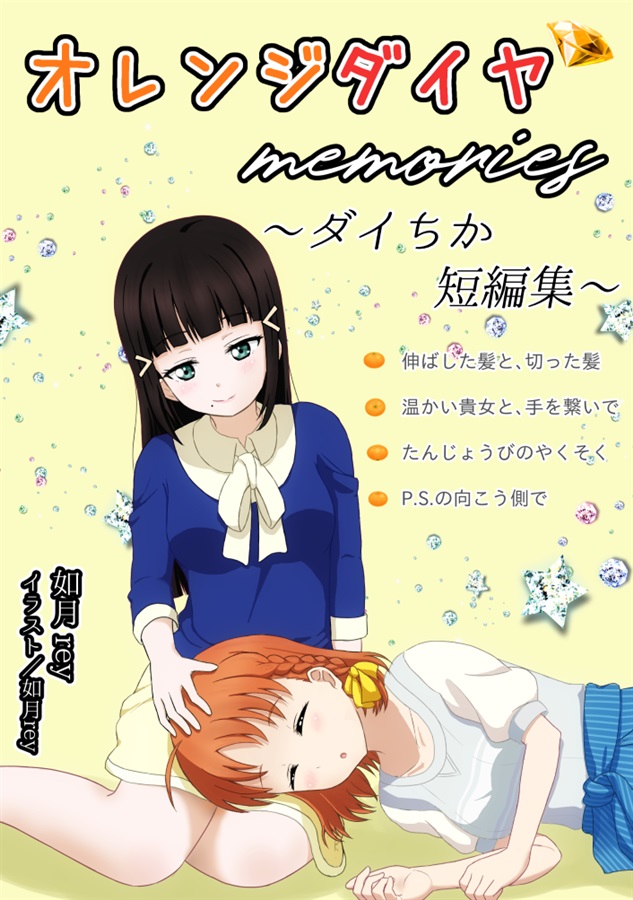 オレンジダイヤ
memories
～ダイちか
短編集～
伸ばした髪と、切った髪
温かい貴女と、手を繋いで
たんじょうびのやくそく
P.S.の向こう側で
如月rey
イラスト／如月rey